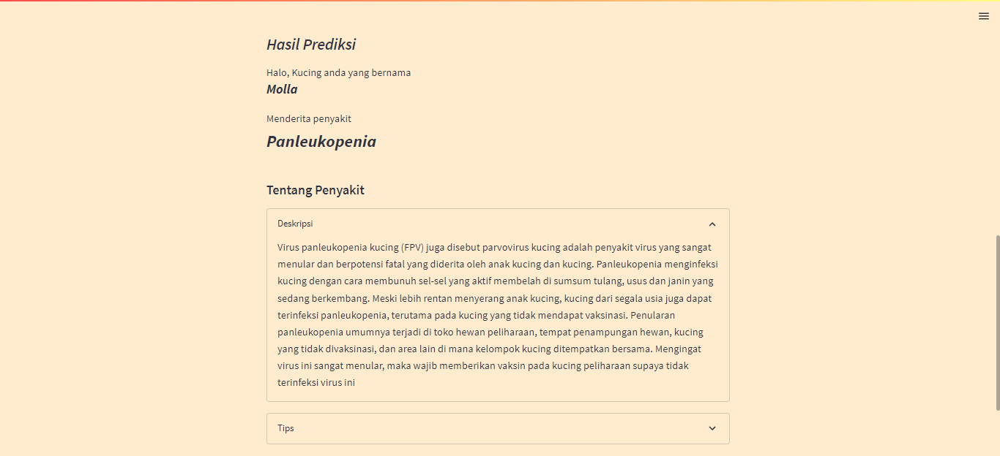 Hasil Prediksi
Halo, Kucing anda yang bernama
Molla
Menderita penyakit
Panleukopenia
Tentang Penyakit
Deskripsi
Virus panleukopenia kucing (FPV) juga disebut parvovirus kucing adalah penyakit virus yang sangat
menular dan berpotensi fatal yang diderita oleh anak kucing dan kucing. Panleukopenia menginfeksi
kucing dengan cara membunuh sel-sel yang aktif membelah di sumsum tulang, usus dan janin yang
sedang berkembang. Meski lebih rentan menyerang anak kucing, kucing dari segala usia juga dapat
terinfeksi panleukopenia, terutama pada kucing yang tidak mendapat vaksinasi. Penularan
panleukopenia umumnya terjadi di toko hewan peliharaan, tempat penampungan hewan, kucing
yang tidak divaksinasi, dan area lain di mana kelompok kucing ditempatkan bersama. Mengingat
virus ini sangat menular, maka wajib memberikan vaksin pada kucing peliharaan supaya tidak
terinfeksi virus ini
Tips